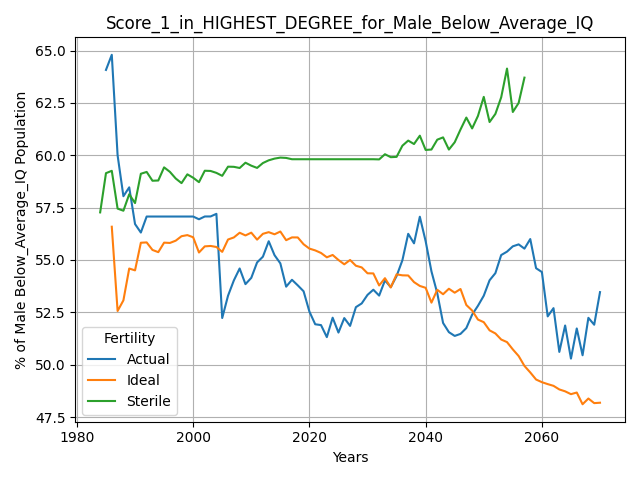 Score_1_in_HIGHEST_DEGREE_for_Male_Below_Average_IQ
% of Male Below_Average_IQ Population
65.0
62.5
60.0
57.5
55.0
52.5
50.0
47.5
Fertility
Actual
Ideal
Sterile
1980
2000
2020
2040
2060
Years